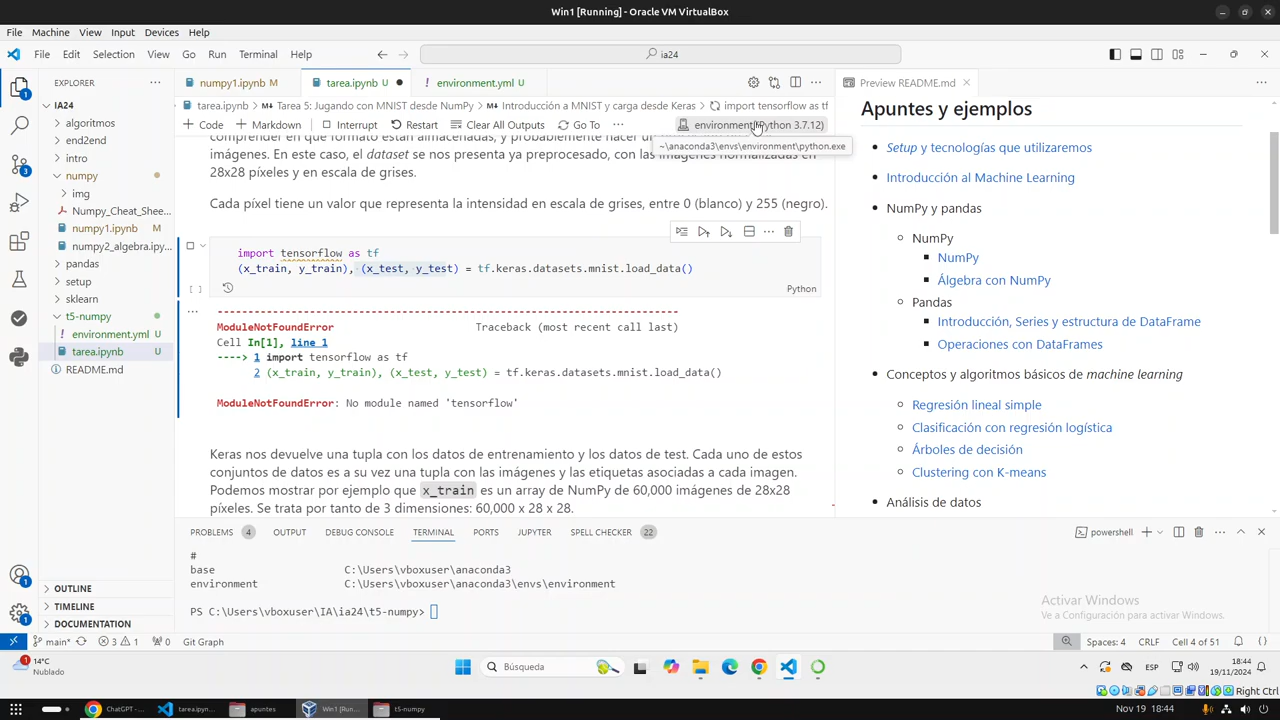 Win1 [Running] - Oracle VM VirtualBox
File Machine View Input Devices Help
File Edit Selection View Go Run Terminal Help
ia24
EXPLORER
numpy1.ipynb M
tarea.ipynb U
environment.yml U
Preview README.md
IA24
algoritmos
end2end
intro
numpy
img
Numpy_Cheat_Shee...
numpy1.ipynb M
numpy2_algebra.ipy...
pandas
setup
sklearn
t5-numpy
environment.yml U
tarea.ipynb U
README.md
OUTLINE
TIMELINE
DOCUMENTATION
tarea.ipynb > Tarea 5: Jugando con MNIST desde NumPy > Introducción a MNIST y carga desde Keras > import tensorflow as tf
+ Code + Markdown Interrupt Restart Clear All Outputs Go To ...
environment (Python 3.7.12)
~\anaconda3\envs\environment\python.exe
comprender en que formato están almacenadas, y probablemente hacer
imágenes. En este caso, el dataset se nos presenta ya preprocesado, con las imágenes normalizadas en
28x28 píxeles y en escala de grises.
Cada píxel tiene un valor que representa la intensidad en escala de grises, entre 0 (blanco) y 255 (negro).
import tensorflow as tf
(x_train, y_train), (x_test, y_test) = tf.keras.datasets.mnist.load_data()
[ ]
Python
ModuleNotFoundError Traceback (most recent call last)
Cell In[1], line 1
----> 1 import tensorflow as tf
2 (x_train, y_train), (x_test, y_test) = tf.keras.datasets.mnist.load_data()
ModuleNotFoundError: No module named 'tensorflow'
Keras nos devuelve una tupla con los datos de entrenamiento y los datos de test. Cada uno de estos
conjuntos de datos es a su vez una tupla con las imágenes y las etiquetas asociadas a cada imagen.
Podemos mostrar por ejemplo que x_train es un array de NumPy de 60,000 imágenes de 28x28
píxeles. Se trata por tanto de 3 dimensiones: 60,000 x 28 x 28.
Apuntes y ejemplos
Setup y tecnologías que utilizaremos
Introducción al Machine Learning
NumPy y pandas
NumPy
NumPy
Álgebra con NumPy
Pandas
Introducción, Series y estructura de DataFrame
Operaciones con DataFrames
Conceptos y algoritmos básicos de machine learning
Regresión lineal simple
Clasificación con regresión logística
Árboles de decisión
Clustering con K-means
Análisis de datos
PROBLEMS 4 OUTPUT DEBUG CONSOLE TERMINAL PORTS JUPYTER SPELL CHECKER 22
powershell
#
base C:\Users\vboxuser\anaconda3
environment C:\Users\vboxuser\anaconda3\envs\environment
PS C:\Users\vboxuser\IA\ia24\t5-numpy>
Activar Windows
Ve a Configuración para activar Windows.
main* 3 1 0 Git Graph
Spaces: 4 CRLF Cell 4 of 51
14°C
Nublado
Búsqueda
ESP
18:44
19/11/2024
Right Ctrl
ChatGPT -...
tarea.ipyn...
apuntes
Win1 [Run...
t5-numpy
Nov 19 18:44